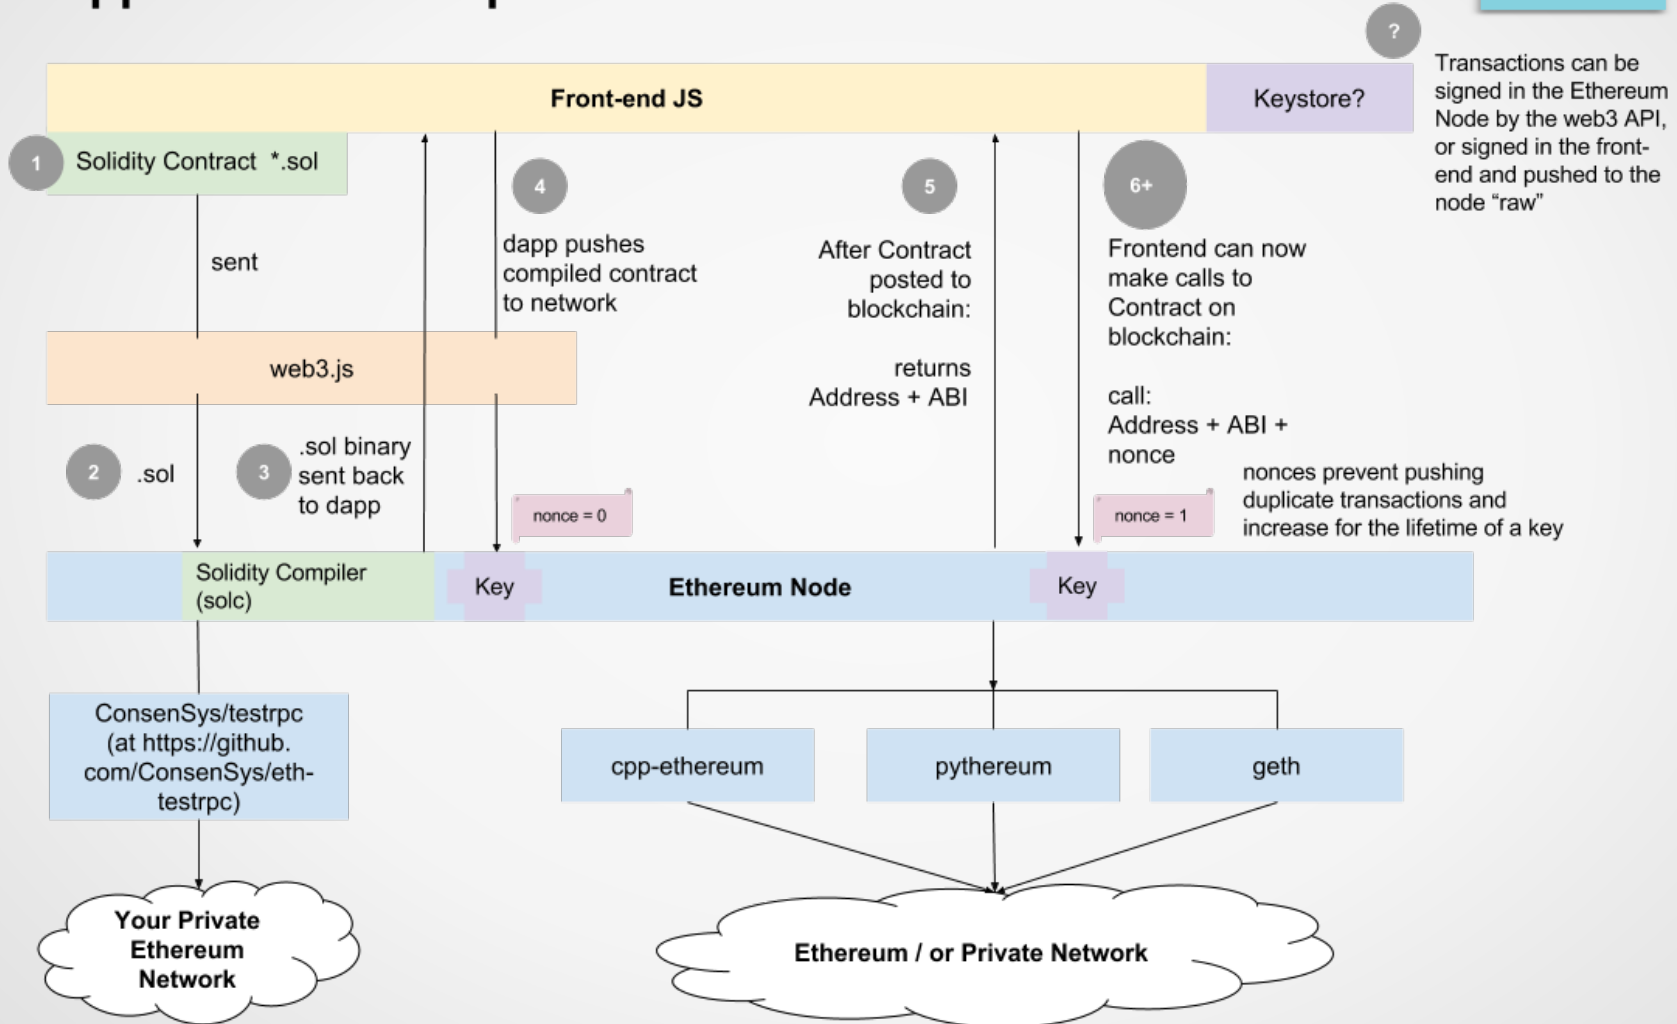 ?
Transactions can be
signed in the Ethereum
Node by the web3 API,
or signed in the front-
end and pushed to the
node “raw”
Front-end JS
Keystore?
1
Solidity Contract *.sol
sent
4
dapp pushes
compiled contract
to network
5
After Contract
posted to
blockchain:
returns
Address + ABI
6+
Frontend can now
make calls to
Contract on
blockchain:
call:
Address + ABI +
nonce
web3.js
2
.sol
3
.sol binary
sent back
to dapp
nonce = 0
nonce = 1
nonces prevent pushing
duplicate transactions and
increase for the lifetime of a key
Solidity Compiler
(solc)
Key
Ethereum Node
Key
ConsenSys/testrpc
(at https://github.
com/ConsenSys/eth-
testrpc)
cpp-ethereum
pythereum
geth
Your Private
Ethereum
Network
Ethereum / or Private Network